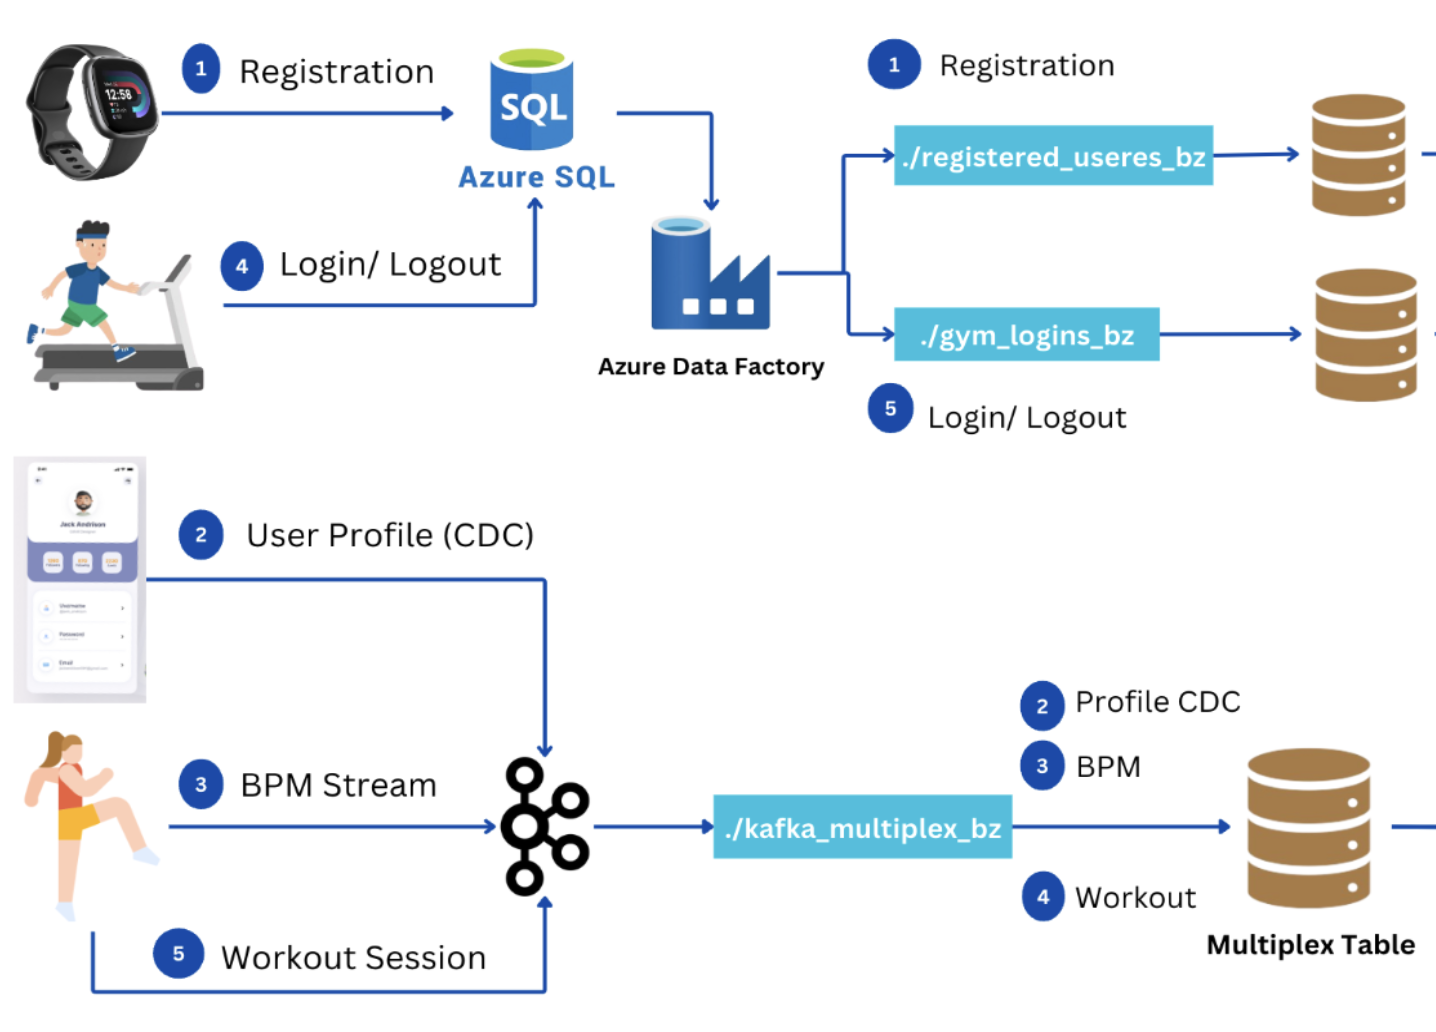 1 Registration
12:58
SQL
Azure SQL
4 Login/ Logout
Azure Data Factory
1 Registration
./registered_useres_bz
./gym_logins_bz
5 Login/ Logout
Jack Andrison
Username
Password
Email
2 User Profile (CDC)
3 BPM Stream
5 Workout Session
./kafka_multiplex_bz
2 Profile CDC
3 BPM
4 Workout
Multiplex Table